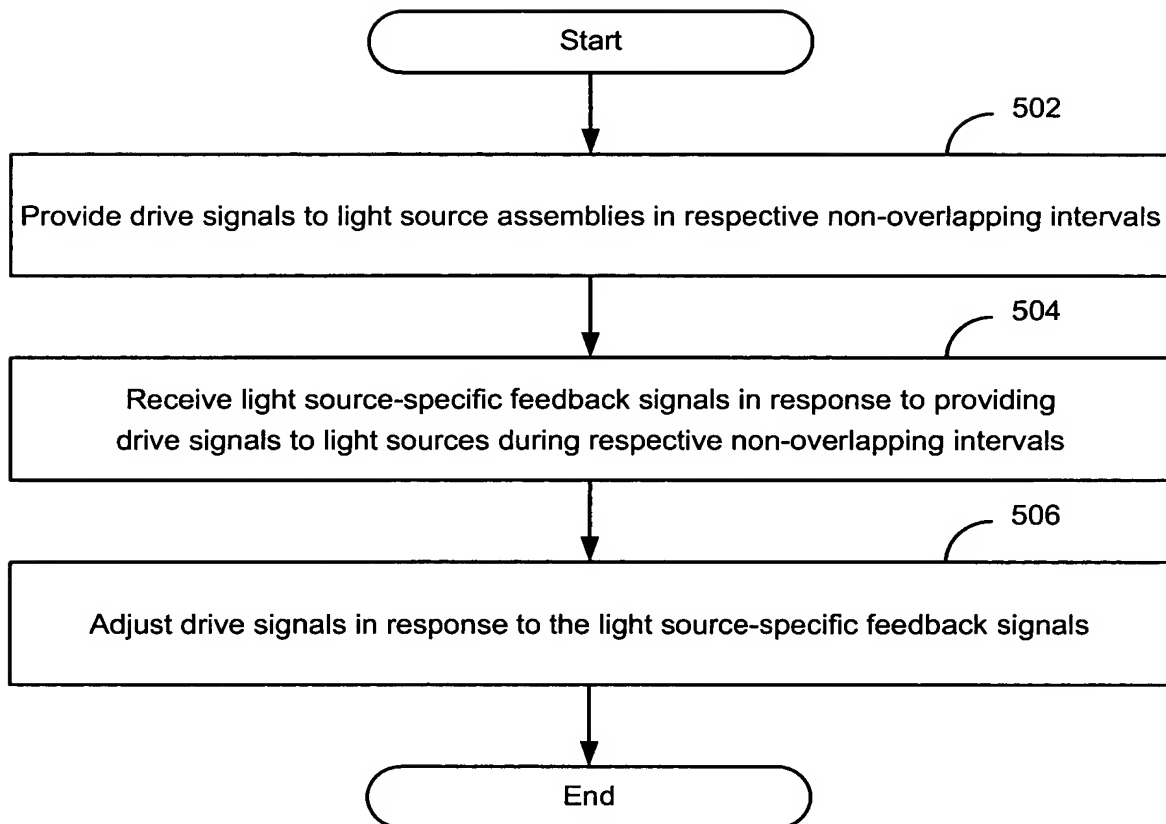 Start
502
Provide drive signals to light source assemblies in respective non-overlapping intervals
504
Receive light source-specific feedback signals in response to providing
drive signals to light sources during respective non-overlapping intervals
506
Adjust drive signals in response to the light source-specific feedback signals
End